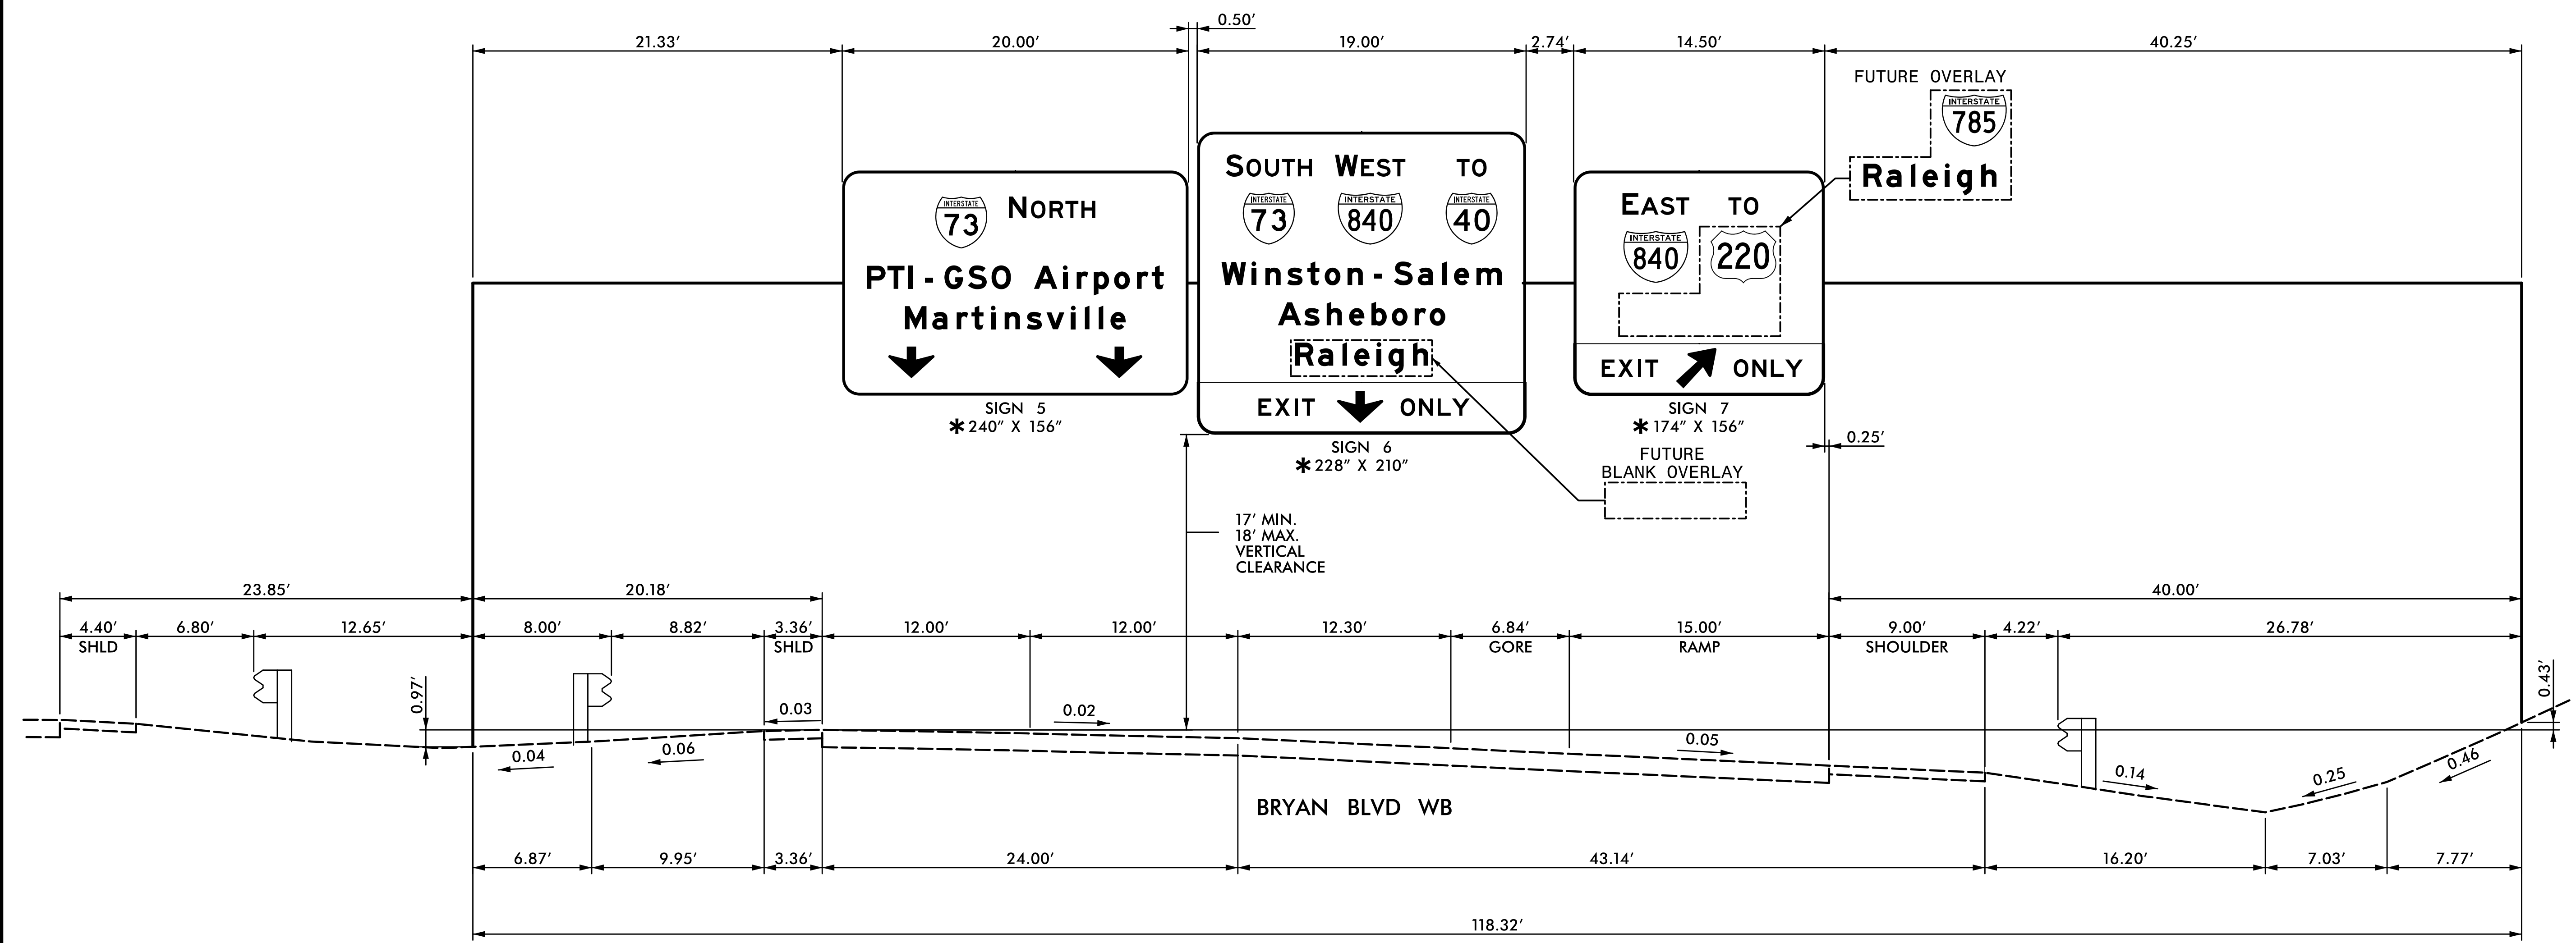 0.50'
21.33' 20.00' 19.00' 2.74' 14.50' 40.25'
FUTURE OVERLAY
INTERSTATE
785
Raleigh
INTERSTATE
73 NORTH
PTI-GSO Airport
Martinsville
SIGN 5
*240" X 156"
SOUTH WEST TO
INTERSTATE INTERSTATE INTERSTATE
73 840 40
Winston-Salem
Asheboro
Raleigh
EXIT ONLY
SIGN 6
*228" X 210"
EAST TO
INTERSTATE
840 220
EXIT ONLY
SIGN 7
*174" X 156"
0.25'
FUTURE
BLANK OVERLAY
17' MIN.
18' MAX.
VERTICAL
CLEARANCE
23.85' 20.18' 40.00'
4.40' 6.80' 12.65' 8.00' 8.82' 3.36' 12.00' 12.00' 12.30' 6.84' 15.00' 9.00' 4.22' 26.78'
SHLD SHLD GORE RAMP SHOULDER
0.97'
0.43'
0.03 0.02
0.04 0.06 0.05 0.14 0.25 0.46
BRYAN BLVD WB
6.87' 9.95' 3.36' 24.00' 43.14' 16.20' 7.03' 7.77'
118.32'